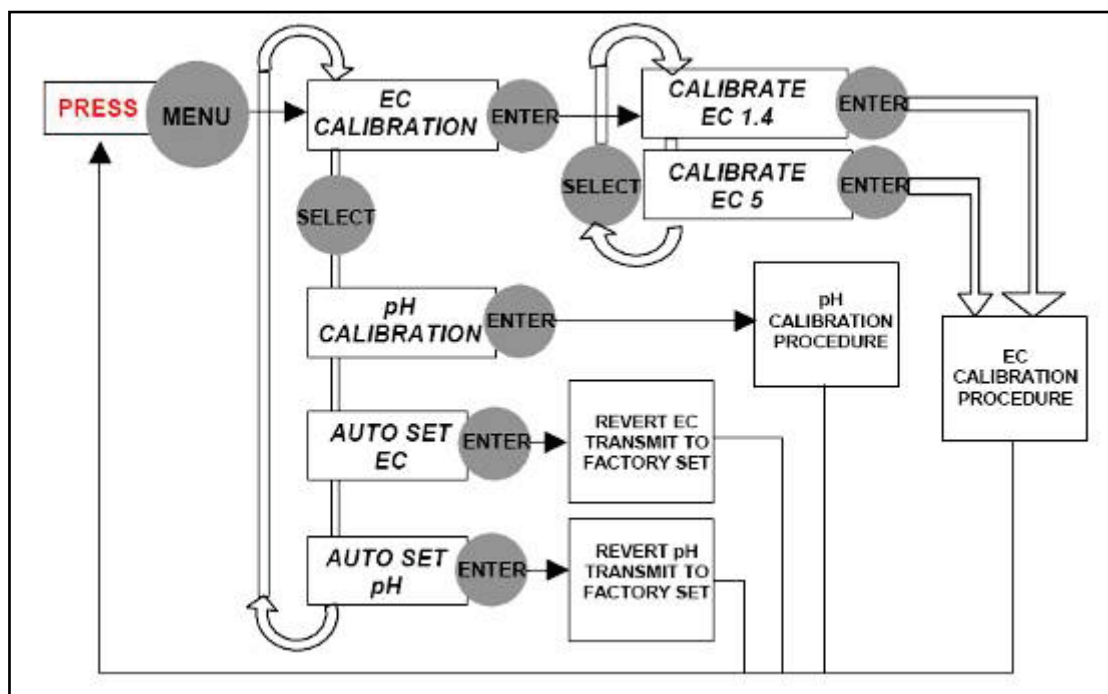 PRESS
MENU
EC
CALIBRATION
ENTER
CALIBRATE
EC 1.4
ENTER
SELECT
CALIBRATE
EC 5
ENTER
SELECT
pH
CALIBRATION
ENTER
pH
CALIBRATION
PROCEDURE
EC
CALIBRATION
PROCEDURE
AUTO SET
EC
ENTER
REVERT EC
TRANSMIT TO
FACTORY SET
AUTO SET
pH
ENTER
REVERT pH
TRANSMIT TO
FACTORY SET